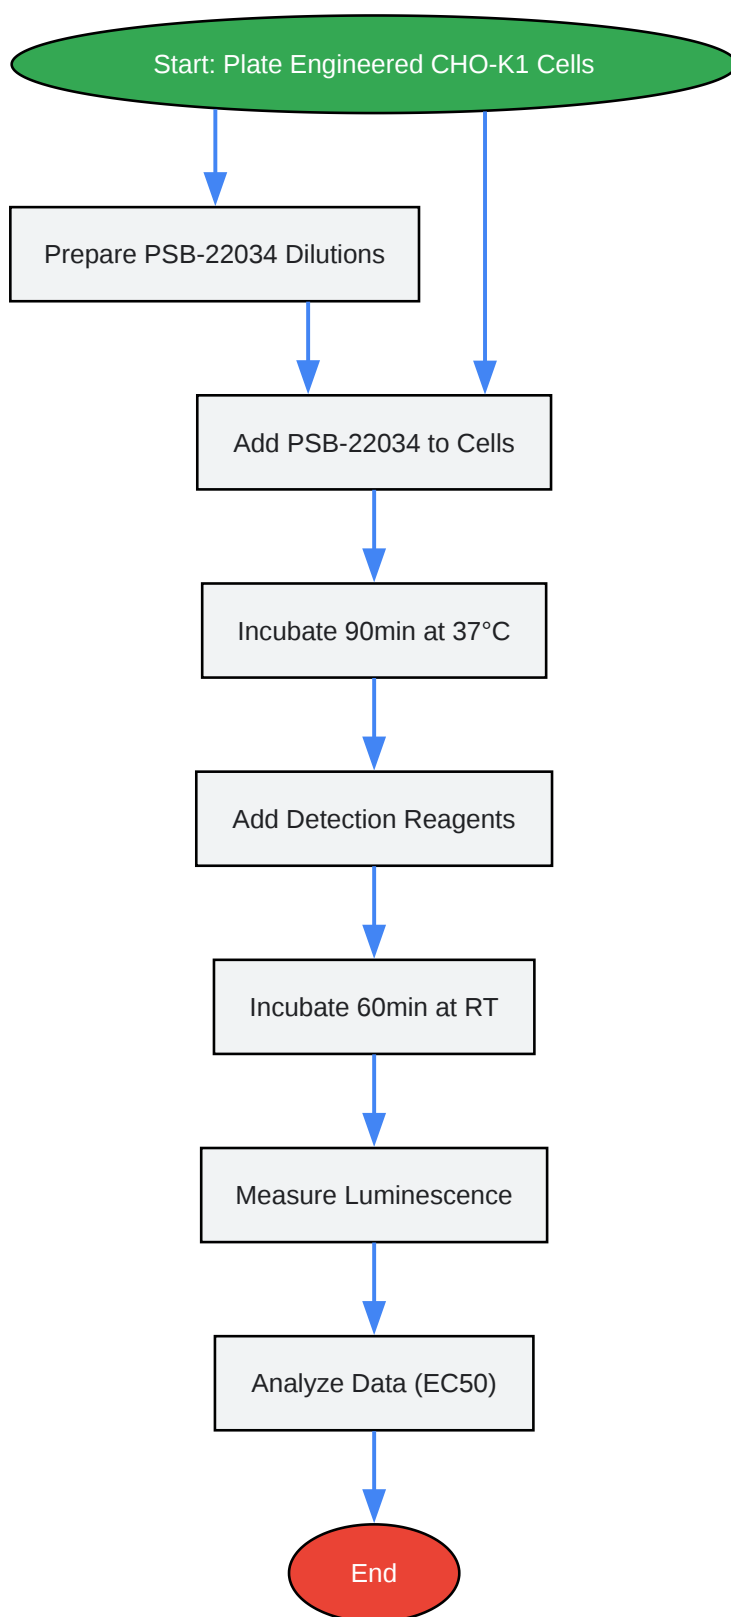 Start: Plate Engineered CHO-K1 Cells
Prepare PSB-22034 Dilutions
Add PSB-22034 to Cells
Incubate 90min at 37°C
Add Detection Reagents
Incubate 60min at RT
Measure Luminescence
Analyze Data (EC50)
End